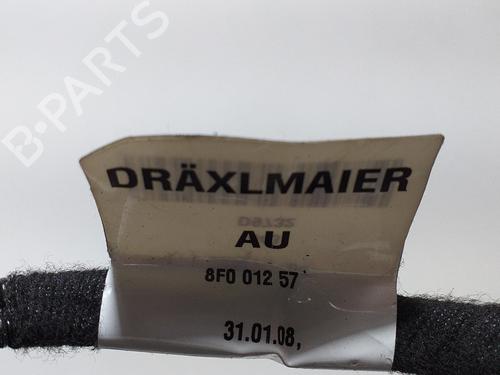 B-PARTS
DRÄXLMAIER
AU
8F0 012 57
31.01.08,